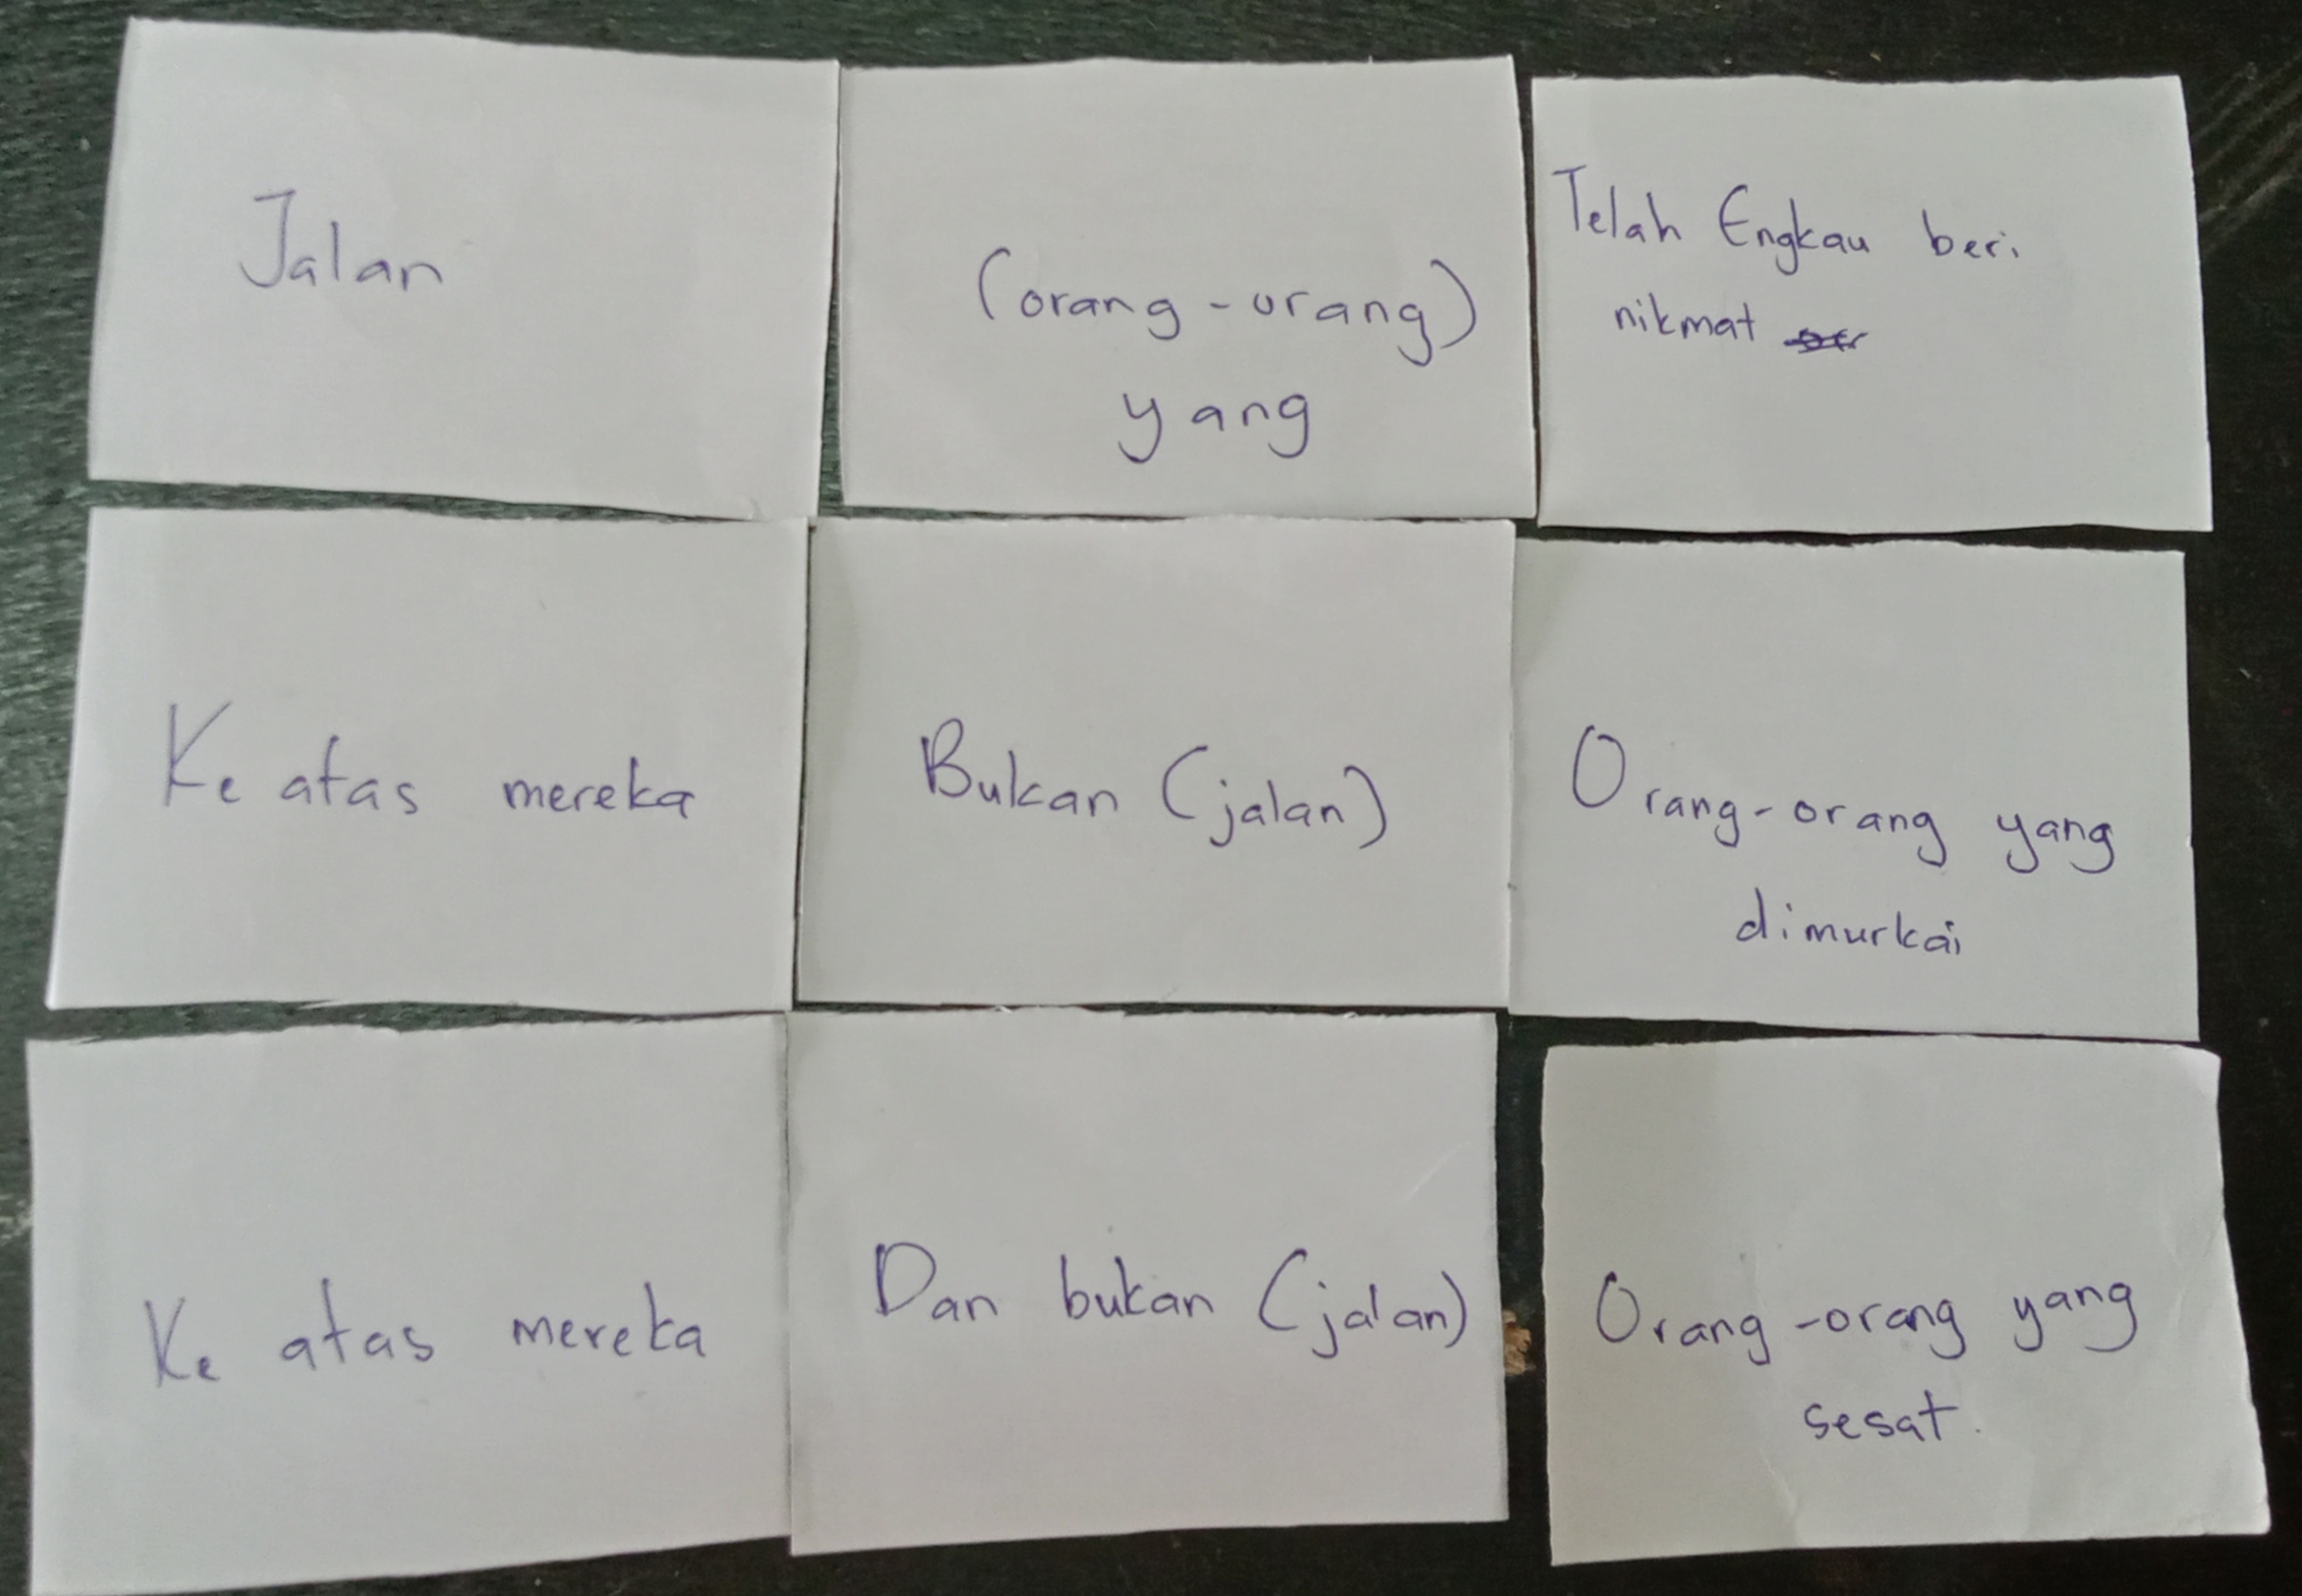 Jalan
(orang-orang)
yang
Telah Engkau beri
nikmat
Ke atas mereka
Bukan (jalan)
Orang-orang yang
dimurkai
Ke atas mereka
Dan bukan (jalan)
Orang-orang yang
sesat.